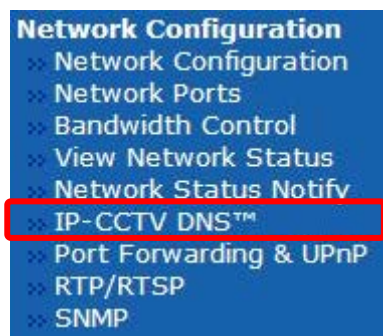 Network Configuration
» Network Configuration
» Network Ports
» Bandwidth Control
» View Network Status
» Network Status Notify
» IP-CCTV DNS™
» Port Forwarding & UPnP
» RTP/RTSP
» SNMP